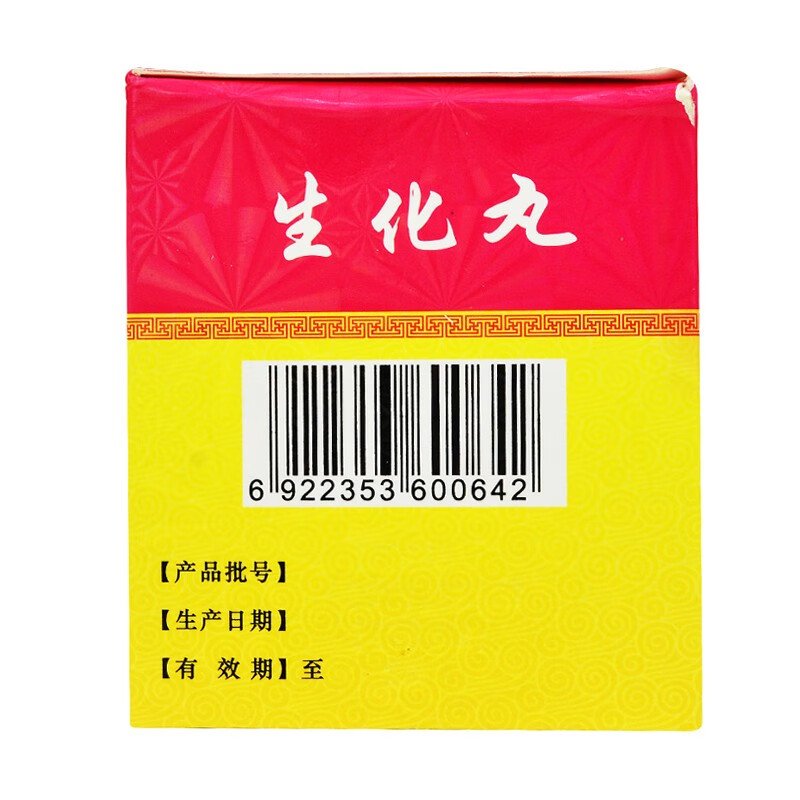 生化丸
6 922353 600642
【产品批号】
【生产日期】
【有 效 期】至